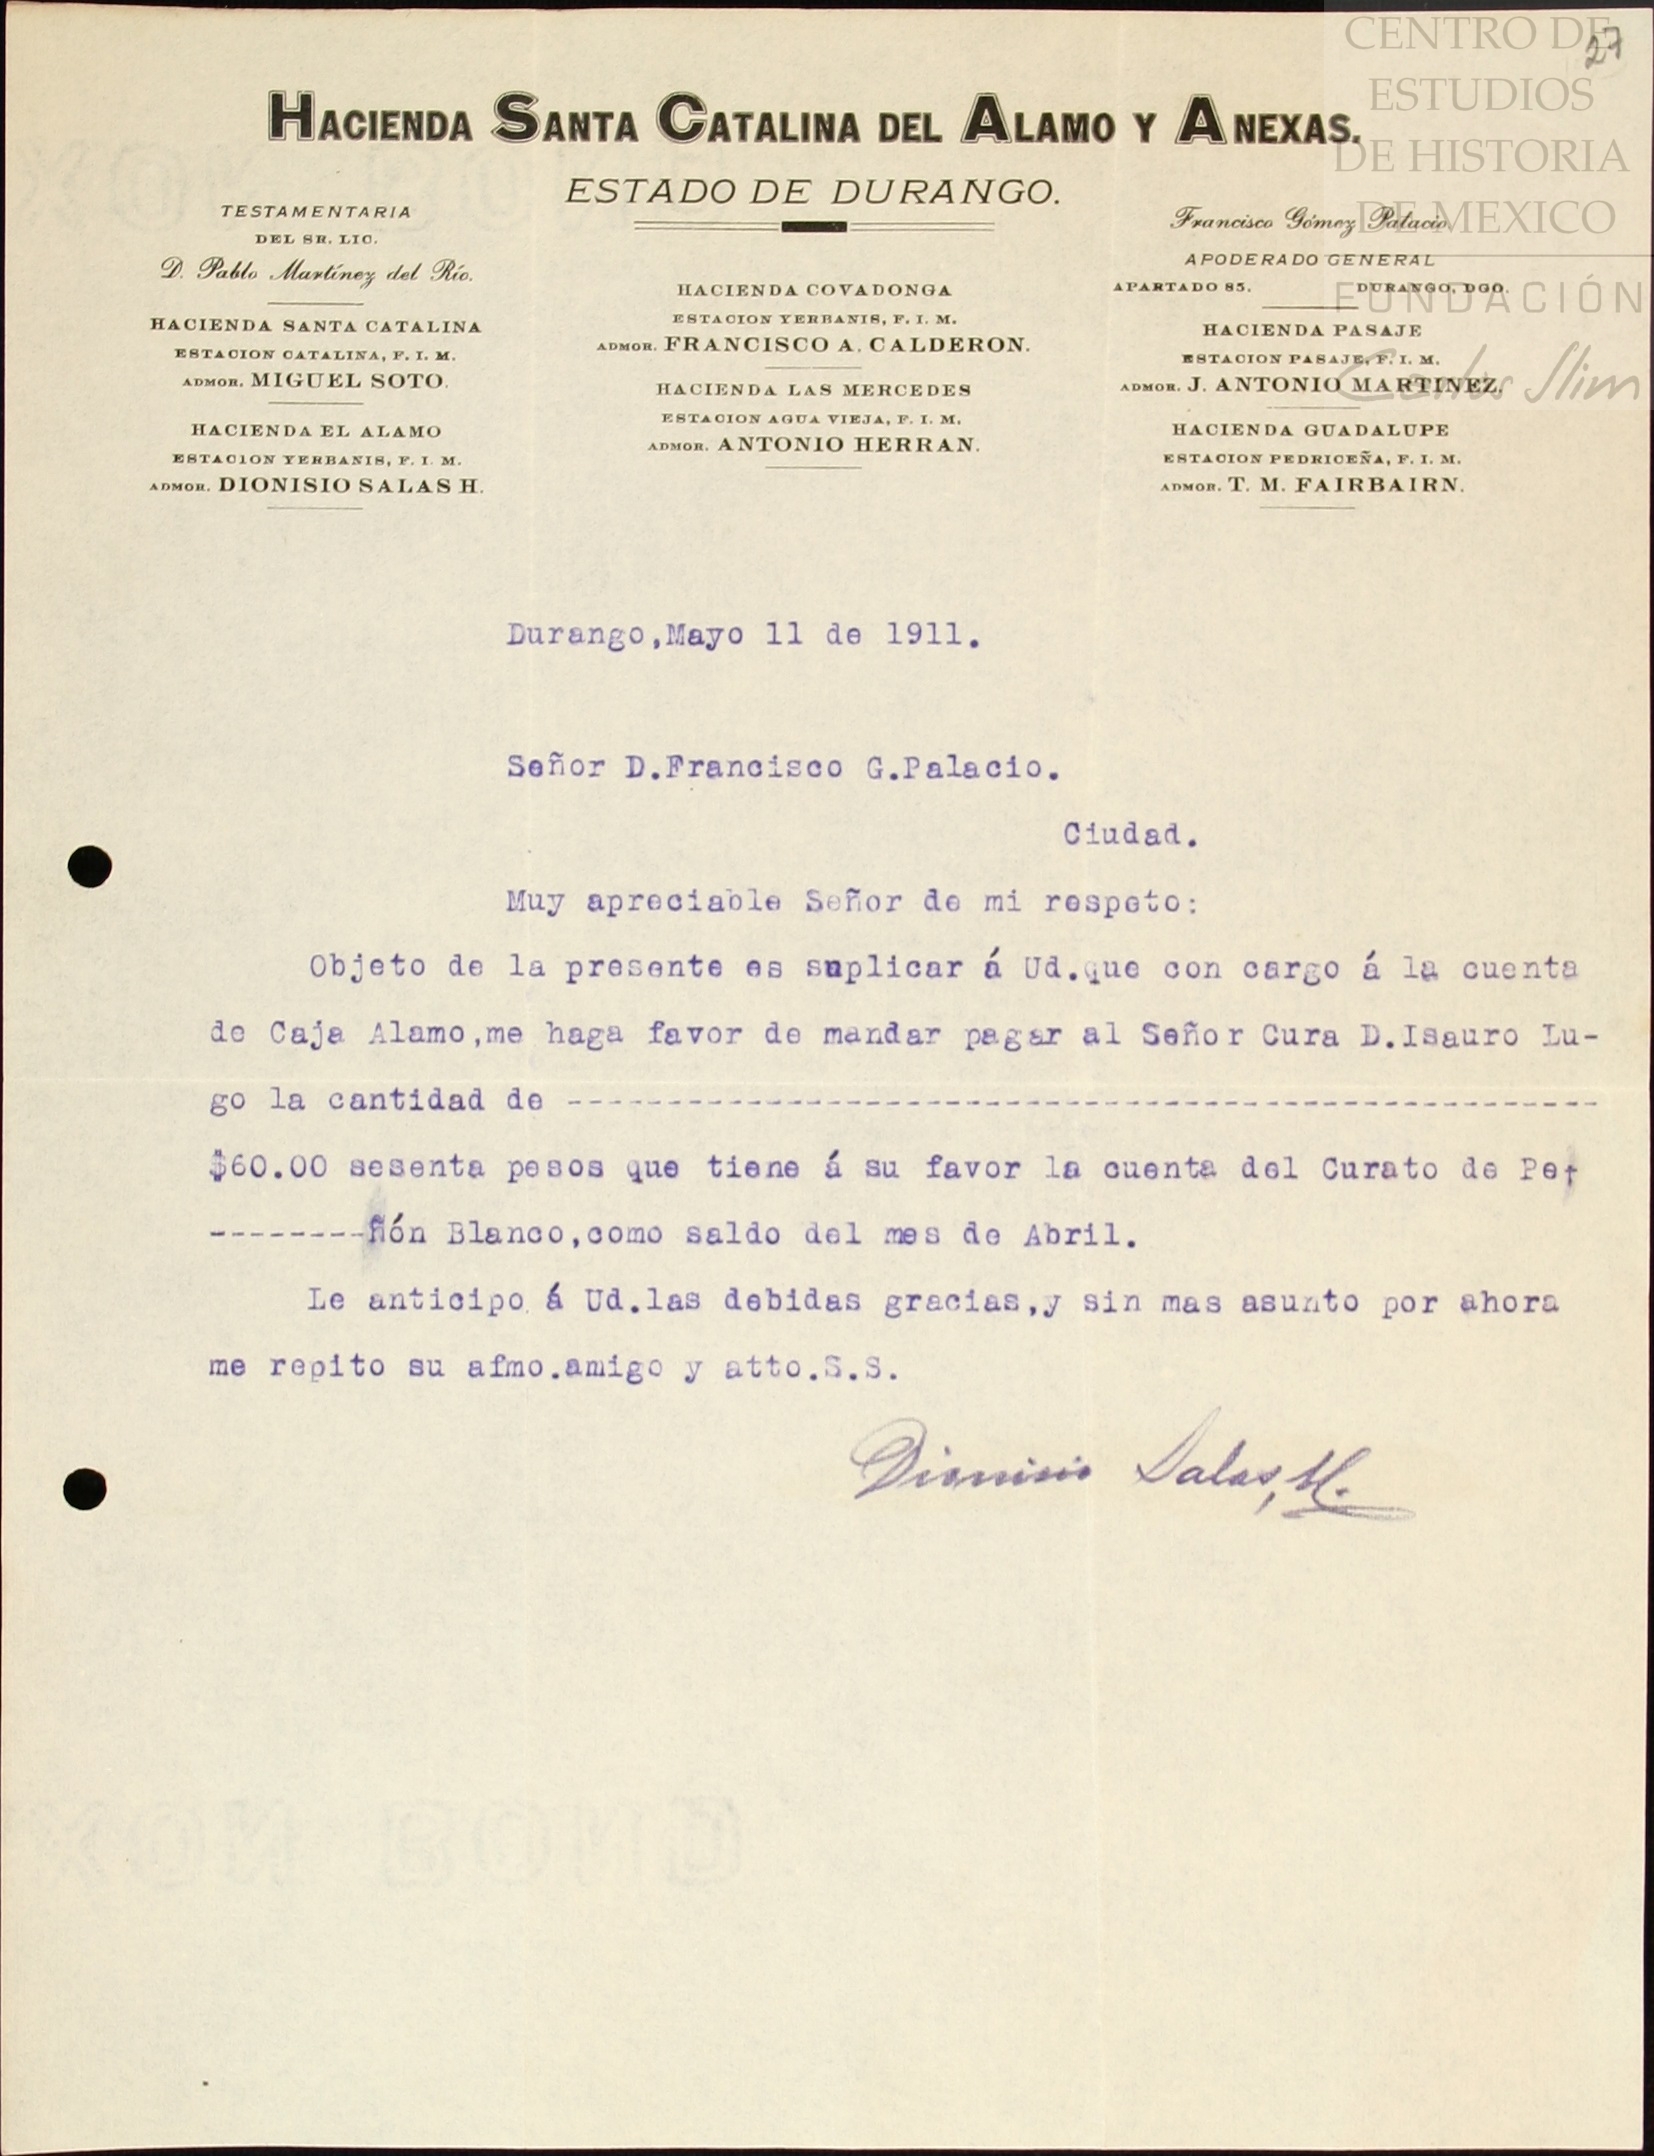 CENTRO DE
ESTUDIOS
DE HISTORIA
DE MEXICO
FUNDACIÓN
Carlos Slim
27
HACIENDA SANTA CATALINA DEL ALAMO Y ANEXAS.
ESTADO DE DURANGO.
TESTAMENTARIA
DEL SR. LIC.
D. Pablo Martínez del Río.
HACIENDA SANTA CATALINA
ESTACION CATALINA, F. I. M.
ADMOR. MIGUEL SOTO.
HACIENDA EL ALAMO
ESTACION YERBANIS, F. I. M.
ADMOR. DIONISIO SALAS H.
HACIENDA COVADONGA
ESTACION YERBANIS, F. I. M.
ADMOR. FRANCISCO A. CALDERON.
HACIENDA LAS MERCEDES
ESTACION AGUA VIEJA, F. I. M.
ADMOR. ANTONIO HERRAN.
Francisco Gómez Palacio
APODERADO GENERAL
APARTADO 85. DURANGO, DGO.
HACIENDA PASAJE
ESTACION PASAJE, F. I. M.
ADMOR. J. ANTONIO MARTINEZ.
HACIENDA GUADALUPE
ESTACION PEDRICEÑA, F. I. M.
ADMOR. T. M. FAIRBAIRN.
Durango,Mayo 11 de 1911.
Señor D.Francisco G.Palacio.
Ciudad.
Muy apreciable Señor de mi respeto:
Objeto de la presente es suplicar á Ud.que con cargo á la cuenta
de Caja Alamo,me haga favor de mandar pagar al Señor Cura D.Isauro Lu-
go la cantidad de ----------------------------------------------------
$60.00 sesenta pesos que tiene á su favor la cuenta del Curato de Pe-
--------ñón Blanco,como saldo del mes de Abril.
Le anticipo á Ud.las debidas gracias,y sin mas asunto por ahora
me repito su afmo.amigo y atto.S.S.
Dionisio Salas, H.